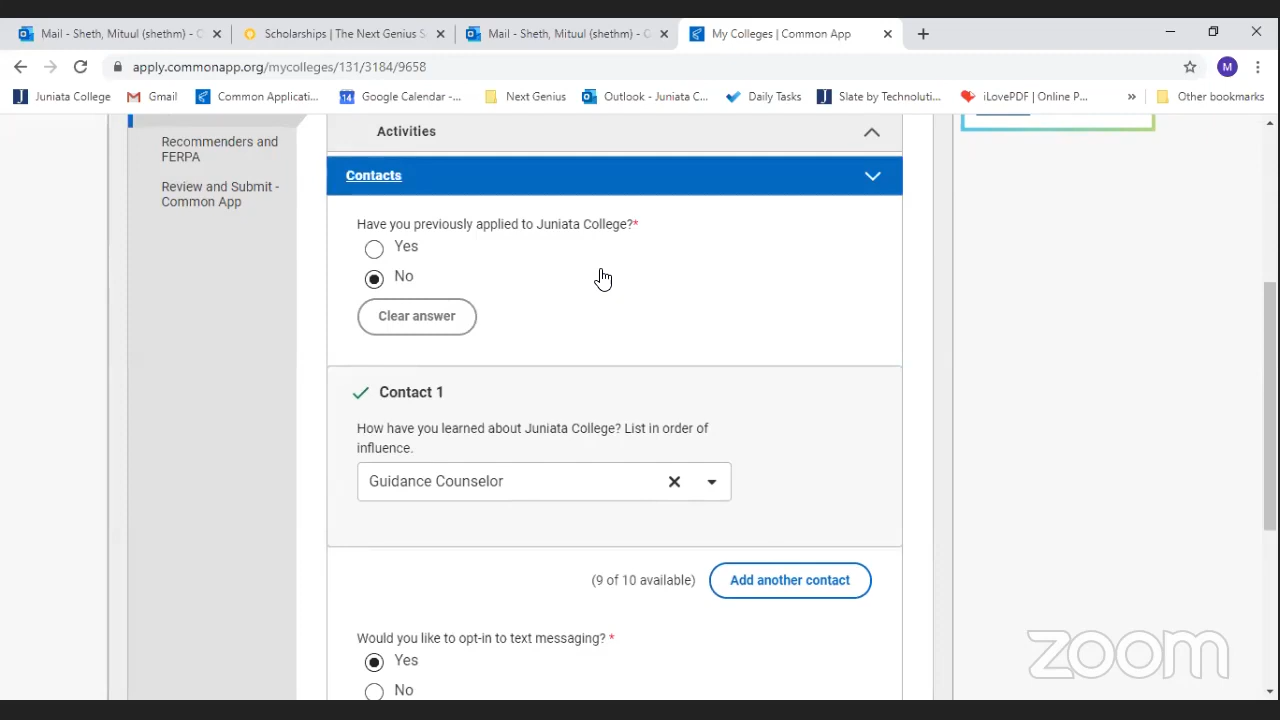 Mail - Sheth, Mituul (shethm) - C
Scholarships | The Next Genius S
Mail - Sheth, Mituul (shethm) - C
My Colleges | Common App
apply.commonapp.org/mycolleges/131/3184/9658
M
Juniata College
Gmail
Common Applicati...
14
Google Calendar -...
Next Genius
Outlook - Juniata C...
Daily Tasks
Slate by Technoluti...
iLovePDF | Online P...
»
Other bookmarks
Recommenders and
FERPA
Review and Submit -
Common App
Activities
Contacts
Have you previously applied to Juniata College?*
Yes
No
Clear answer
Contact 1
How have you learned about Juniata College? List in order of
influence.
Guidance Counselor
(9 of 10 available)
Add another contact
Would you like to opt-in to text messaging? *
Yes
No
zoom